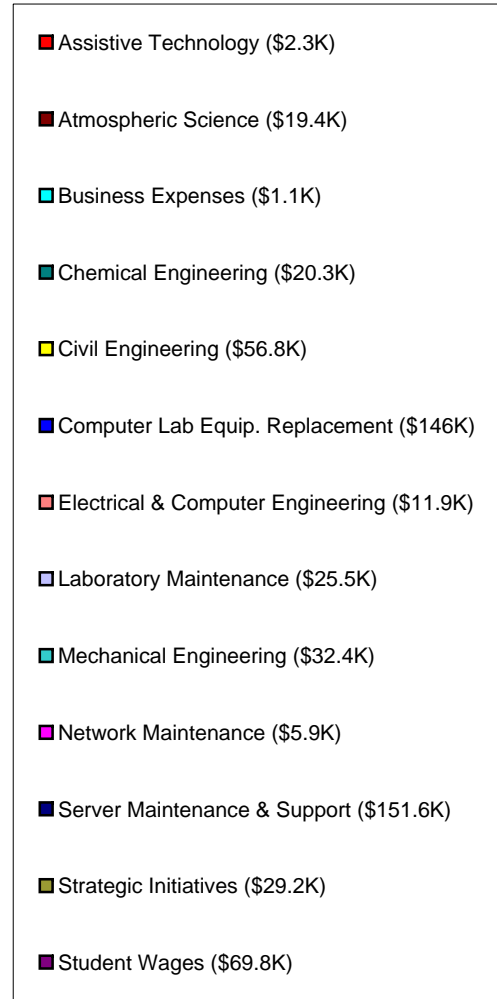 Assistive Technology ($2.3K)
Atmospheric Science ($19.4K)
Business Expenses ($1.1K)
Chemical Engineering ($20.3K)
Civil Engineering ($56.8K)
Computer Lab Equip. Replacement ($146K)
Electrical & Computer Engineering ($11.9K)
Laboratory Maintenance ($25.5K)
Mechanical Engineering ($32.4K)
Network Maintenance ($5.9K)
Server Maintenance & Support ($151.6K)
Strategic Initiatives ($29.2K)
Student Wages ($69.8K)